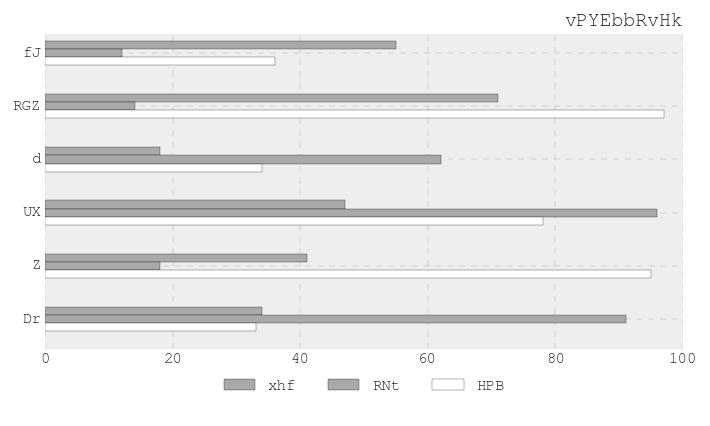 vPYEbbRvHk
fJ
RGZ
d
UX
Z
Dr
0 20 40 60 80 100
xhf RNt HPB